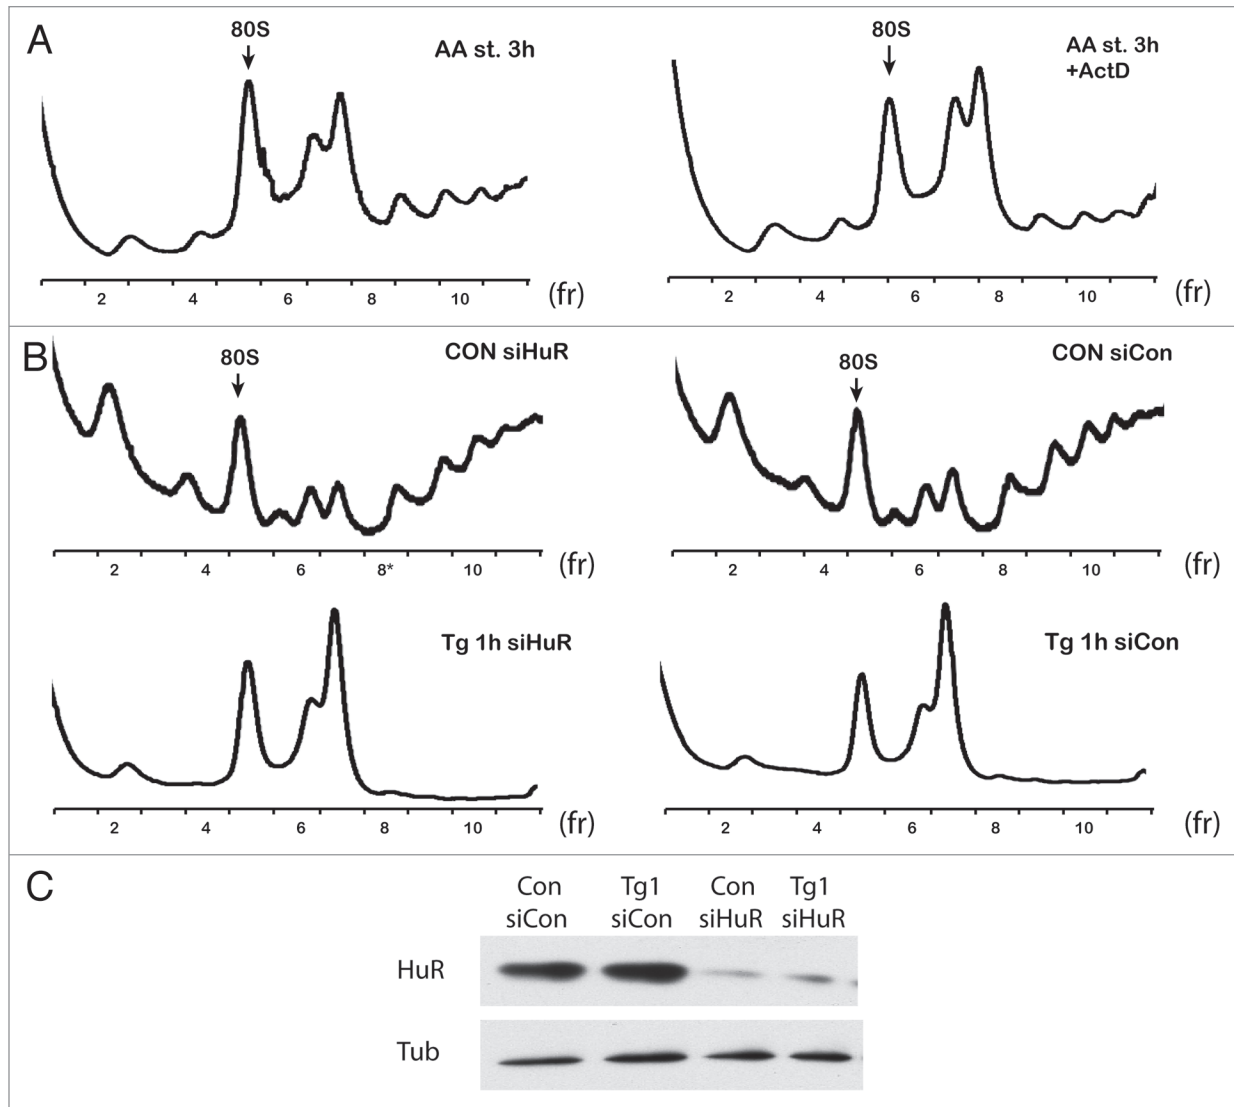 A
80S
AA st. 3h
2 4 6 8 10 (fr)
80S
AA st. 3h
+ActD
2 4 6 8 10 (fr)
B
80S
CON siHuR
2 4 6 8* 10 (fr)
80S
CON siCon
2 4 6 8 10 (fr)
Tg 1h siHuR
2 4 6 8 10 (fr)
Tg 1h siCon
2 4 6 8 10 (fr)
C
Con Tg1 Con Tg1
siCon siCon siHuR siHuR
HuR
Tub